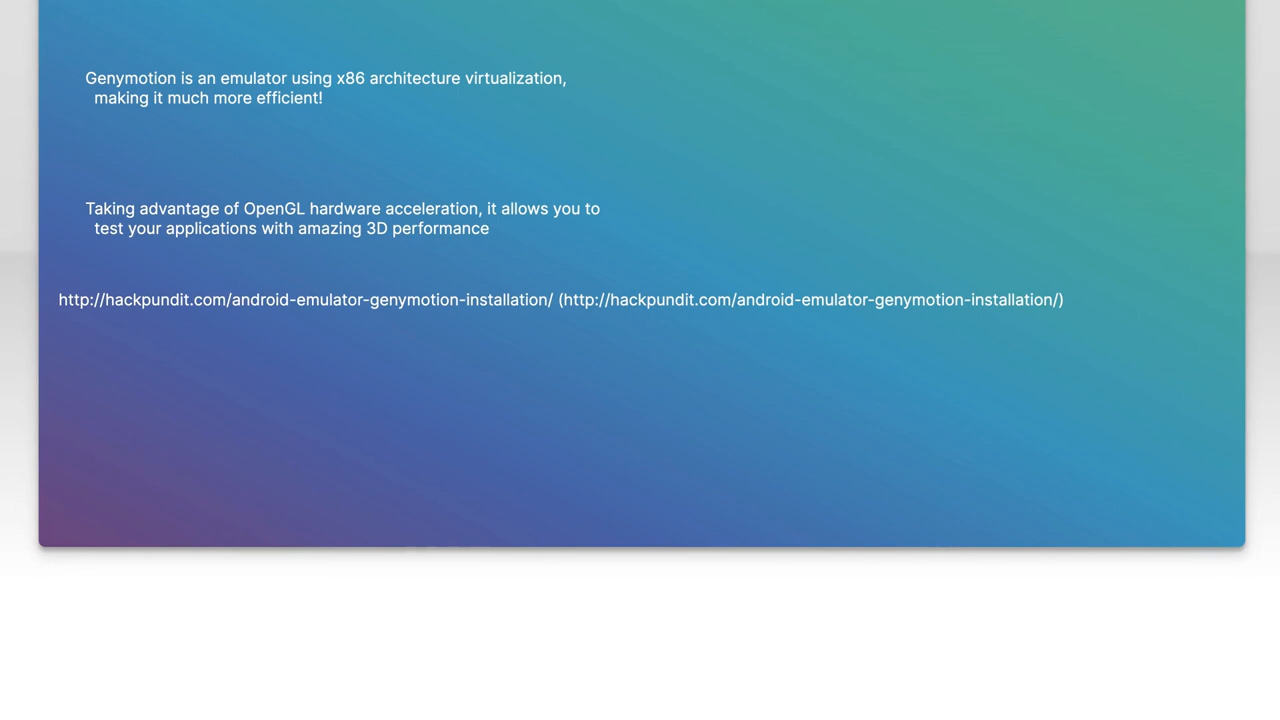 Genymotion is an emulator using x86 architecture virtualization,
making it much more efficient!
Taking advantage of OpenGL hardware acceleration, it allows you to
test your applications with amazing 3D performance
http://hackpundit.com/android-emulator-genymotion-installation/ (http://hackpundit.com/android-emulator-genymotion-installation/)